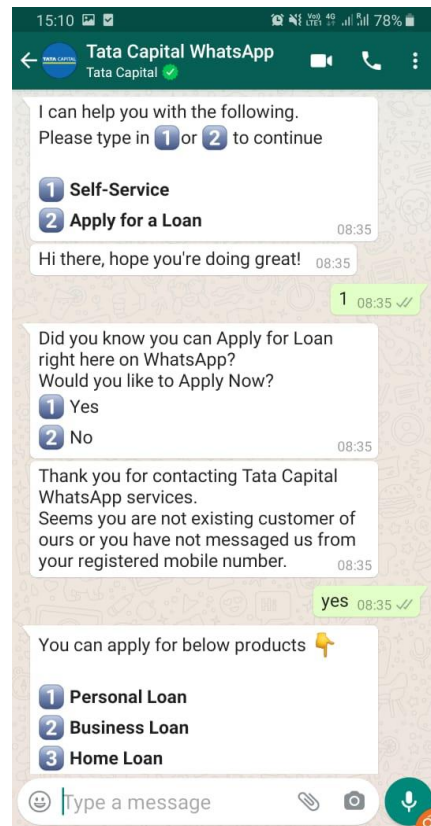 15:10 78%
Tata Capital WhatsApp
TATA CAPITAL Tata Capital
I can help you with the following.
Please type in 1 or 2 to continue
1 Self-Service
2 Apply for a Loan
08:35
Hi there, hope you're doing great! 08:35
1 08:35
Did you know you can Apply for Loan
right here on WhatsApp?
Would you like to Apply Now?
1 Yes
2 No
08:35
Thank you for contacting Tata Capital
WhatsApp services.
Seems you are not existing customer of
ours or you have not messaged us from
your registered mobile number. 08:35
yes 08:35
You can apply for below products 👇
1 Personal Loan
2 Business Loan
3 Home Loan
Type a message